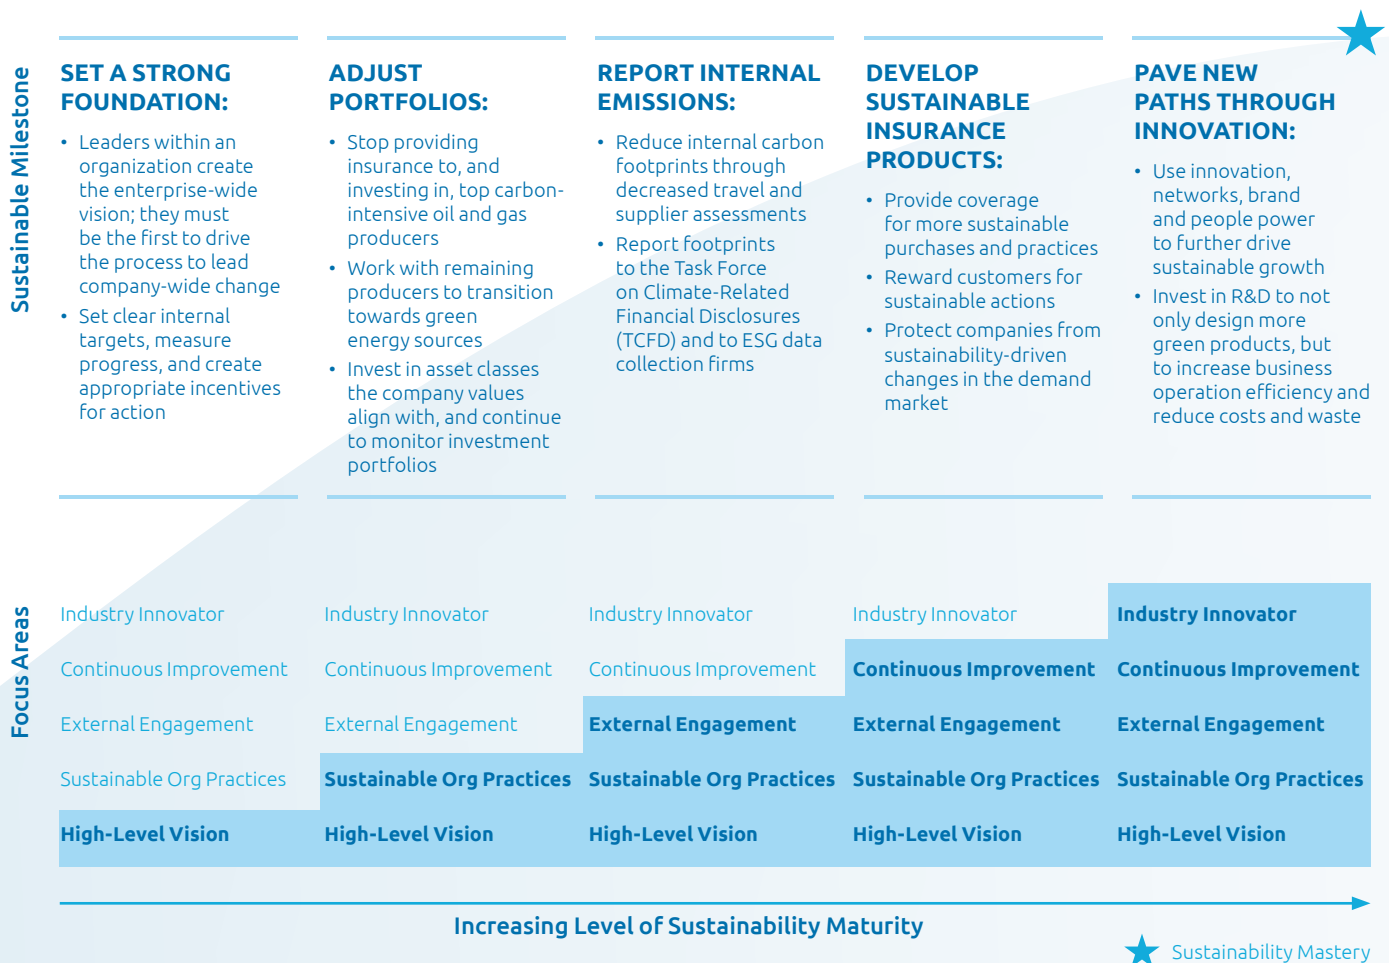 Sustainable Milestone
SET A STRONG
FOUNDATION:
• Leaders within an
organization create
the enterprise-wide
vision; they must
be the first to drive
the process to lead
company-wide change
• Set clear internal
targets, measure
progress, and create
appropriate incentives
for action
ADJUST
PORTFOLIOS:
• Stop providing
insurance to, and
investing in, top carbon-
intensive oil and gas
producers
• Work with remaining
producers to transition
towards green
energy sources
• Invest in asset classes
the company values
align with, and continue
to monitor investment
portfolios
REPORT INTERNAL
EMISSIONS:
• Reduce internal carbon
footprints through
decreased travel and
supplier assessments
• Report footprints
to the Task Force
on Climate-Related
Financial Disclosures
(TCFD) and to ESG data
collection firms
DEVELOP
SUSTAINABLE
INSURANCE
PRODUCTS:
• Provide coverage
for more sustainable
purchases and practices
• Reward customers for
sustainable actions
• Protect companies from
sustainability-driven
changes in the demand
market
PAVE NEW
PATHS THROUGH
INNOVATION:
• Use innovation,
networks, brand
and people power
to further drive
sustainable growth
• Invest in R&D to not
only design more
green products, but
to increase business
operation efficiency and
reduce costs and waste
Focus Areas
Industry Innovator Industry Innovator Industry Innovator Industry Innovator Industry Innovator
Continuous Improvement Continuous Improvement Continuous Improvement Continuous Improvement Continuous Improvement
External Engagement External Engagement External Engagement External Engagement External Engagement
Sustainable Org Practices Sustainable Org Practices Sustainable Org Practices Sustainable Org Practices Sustainable Org Practices
High-Level Vision High-Level Vision High-Level Vision High-Level Vision High-Level Vision
Increasing Level of Sustainability Maturity
Sustainability Mastery